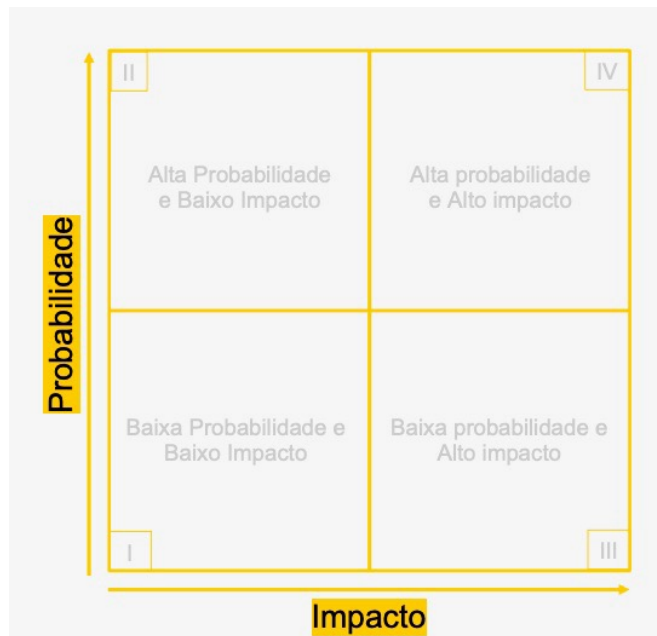 II
IV
Alta Probabilidade
e Baixo Impacto
Alta probabilidade
e Alto impacto
Probabilidade
Baixa Probabilidade e
Baixo Impacto
Baixa probabilidade e
Alto impacto
I
III
Impacto